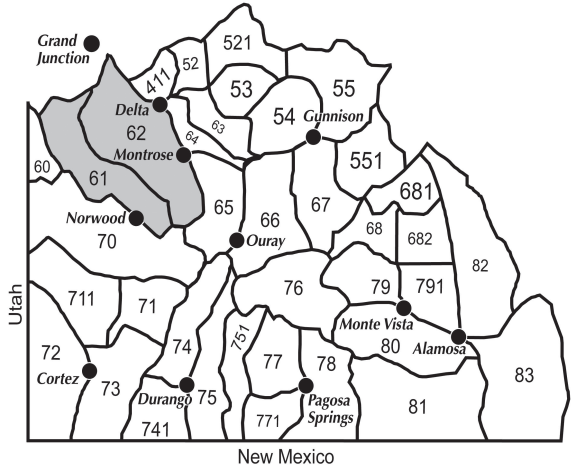 Grand
Junction
521
52
411
53
55
Delta
54
Gunnison
62
63
64
Montrose
551
60
61
681
65
66
67
Norwood
70
Ouray
68
682
82
711
71
76
79
791
Utah
Monte Vista
72
74
751
77
78
80
Alamosa
Cortez
73
Durango
75
Pagosa
Springs
83
741
771
81
New Mexico